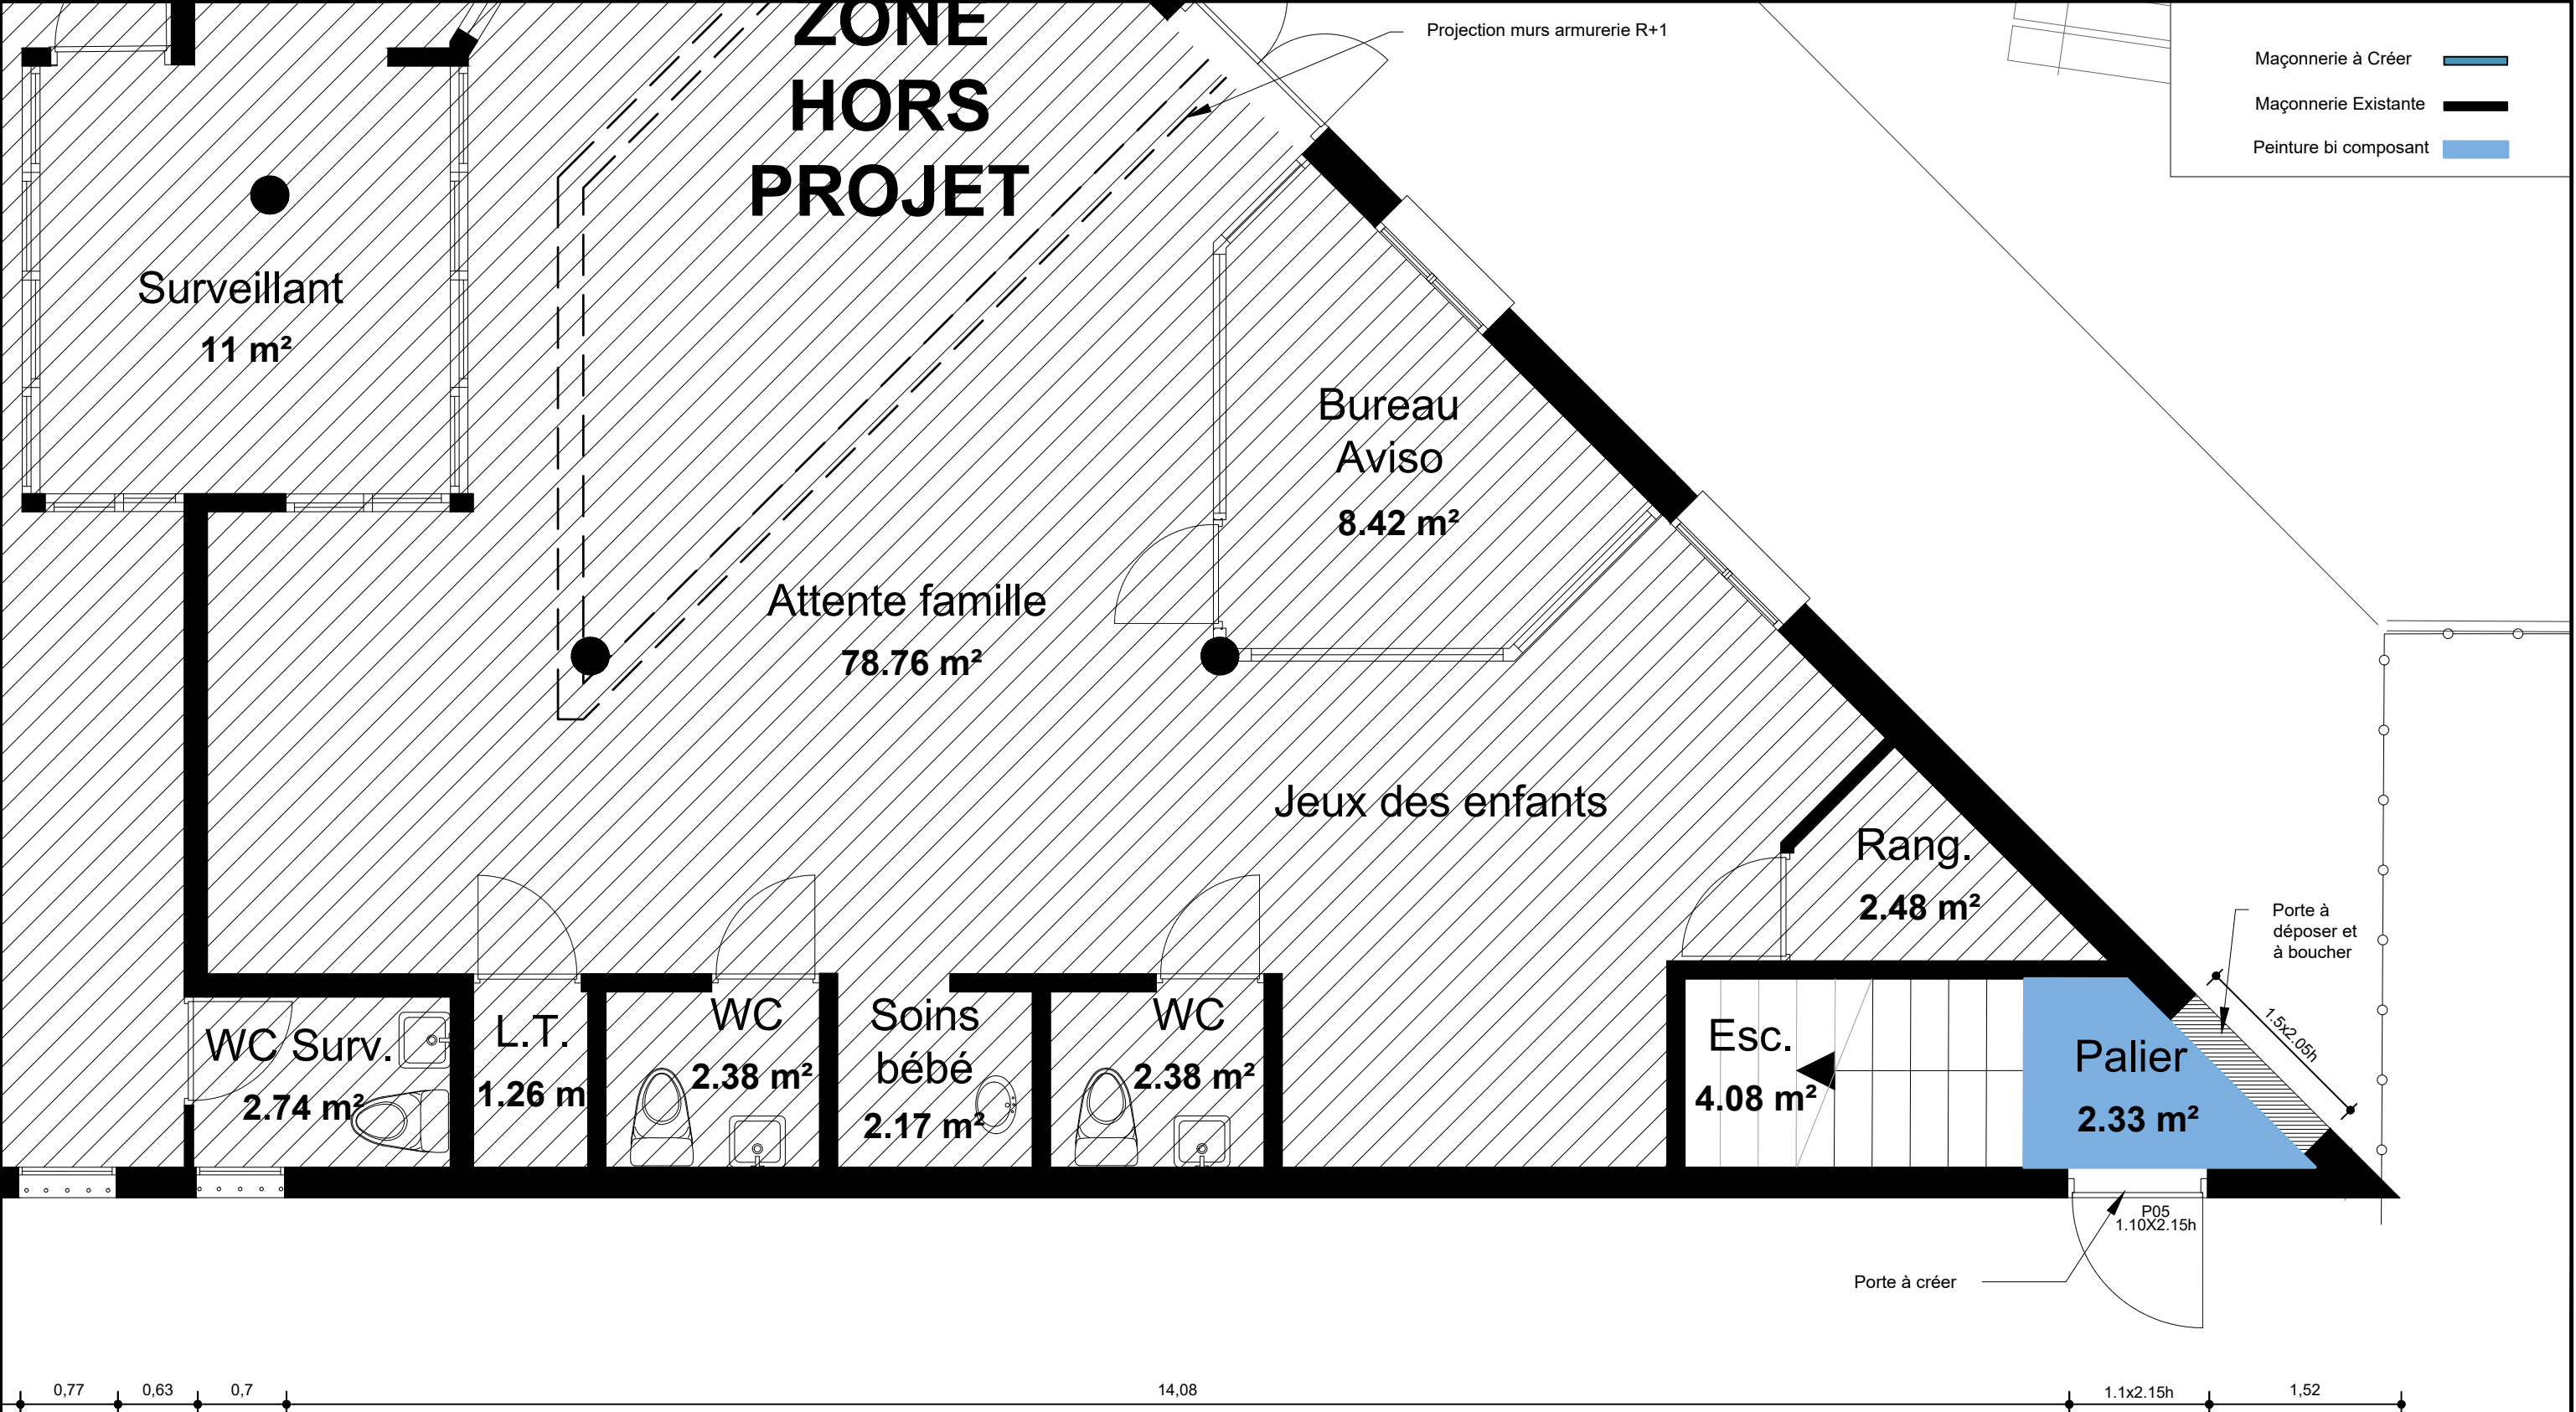 ZONE
HORS
PROJET
Projection murs armurerie R+1
Maçonnerie à Créer
Maçonnerie Existante
Peinture bi composant
Surveillant
11 m²
Bureau
Aviso
8.42 m²
Attente famille
78.76 m²
Jeux des enfants
Rang.
2.48 m²
Porte à
déposer et
à boucher
1.5x2.05h
WC Surv.
2.74 m²
L.T.
1.26 m
WC
2.38 m²
Soins
bébé
2.17 m²
WC
2.38 m²
Esc.
4.08 m²
Palier
2.33 m²
P05
1.10X2.15h
Porte à créer
0,77
0,63
0,7
14,08
1.1x2.15h
1,52